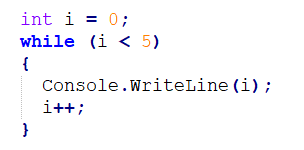 int i = 0;
while (i < 5)
{
  Console.WriteLine(i);
  i++;
}